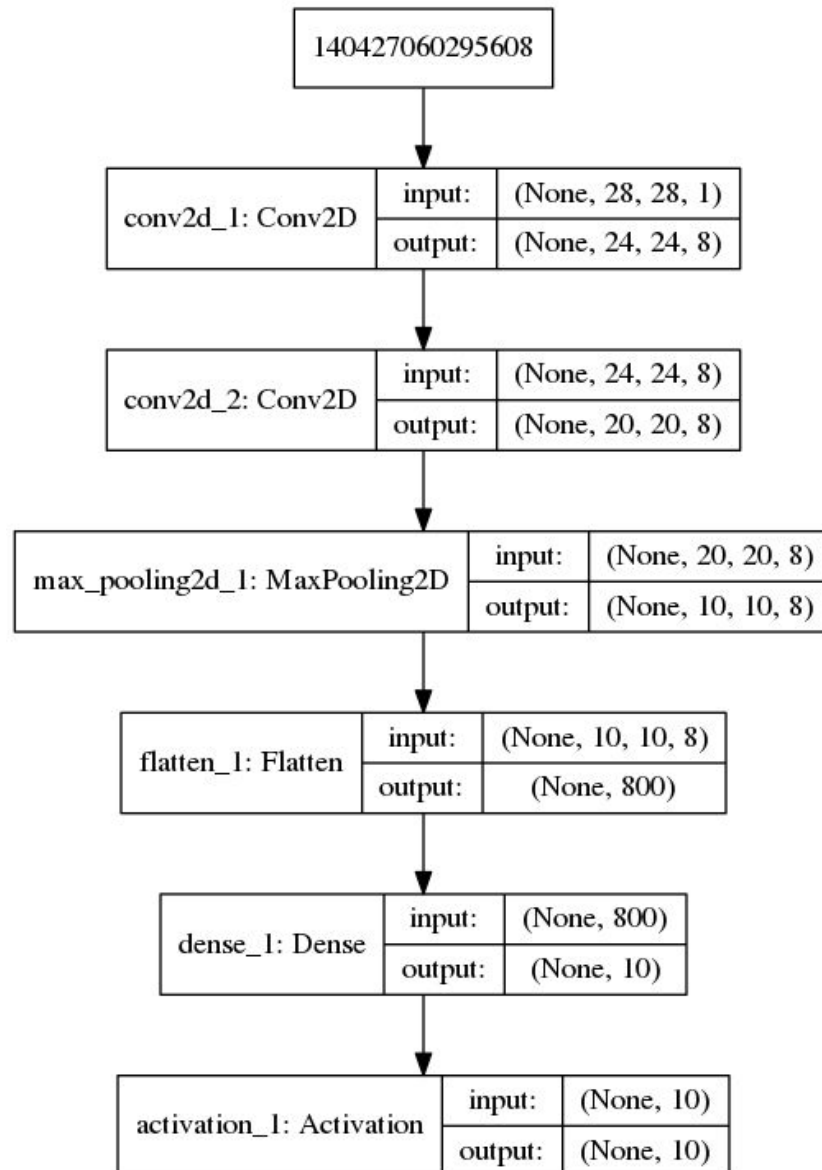 140427060295608
conv2d_1: Conv2D
input: (None, 28, 28, 1)
output: (None, 24, 24, 8)
conv2d_2: Conv2D
input: (None, 24, 24, 8)
output: (None, 20, 20, 8)
max_pooling2d_1: MaxPooling2D
input: (None, 20, 20, 8)
output: (None, 10, 10, 8)
flatten_1: Flatten
input: (None, 10, 10, 8)
output: (None, 800)
dense_1: Dense
input: (None, 800)
output: (None, 10)
activation_1: Activation
input: (None, 10)
output: (None, 10)